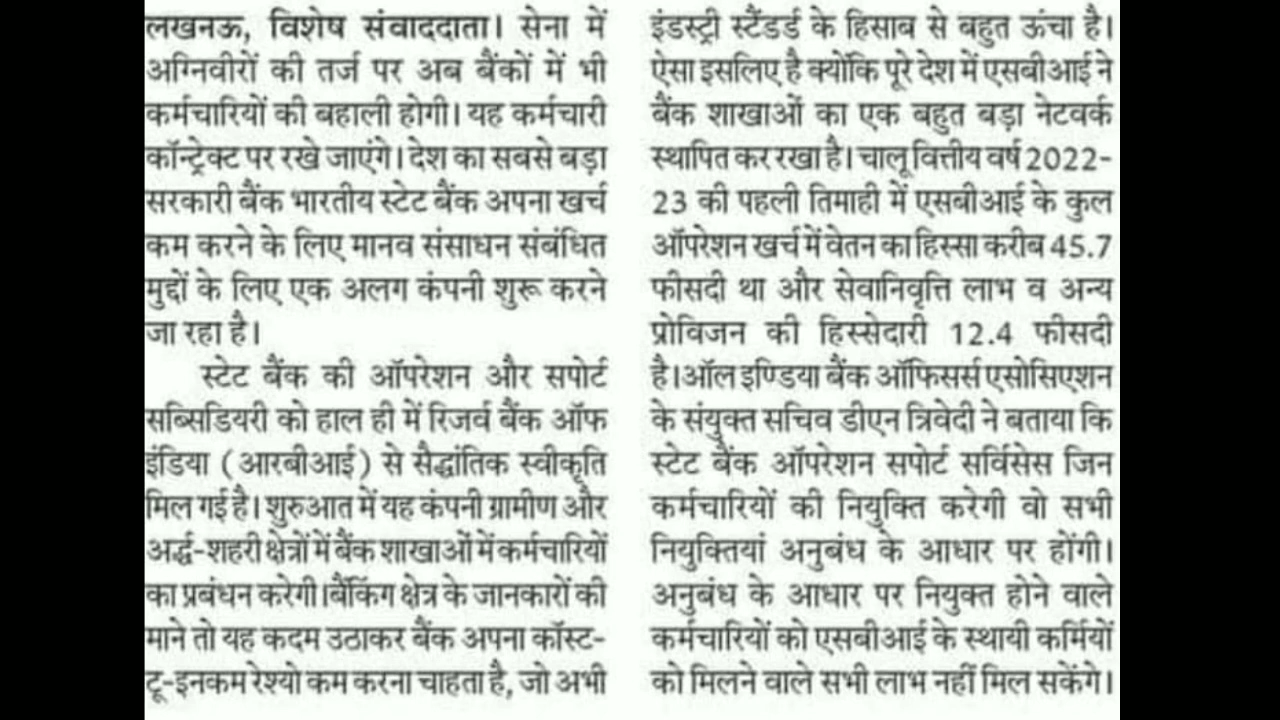 लखनऊ, विशेष संवाददाता। सेना में
अग्निवीरों की तर्ज पर अब बैंकों में भी
कर्मचारियों की बहाली होगी। यह कर्मचारी
कॉन्ट्रेक्ट पर रखे जाएंगे। देश का सबसे बड़ा
सरकारी बैंक भारतीय स्टेट बैंक अपना खर्च
कम करने के लिए मानव संसाधन संबंधित
मुद्दों के लिए एक अलग कंपनी शुरू करने
जा रहा है।
स्टेट बैंक की ऑपरेशन और सपोर्ट
सब्सिडियरी को हाल ही में रिजर्व बैंक ऑफ
इंडिया (आरबीआई) से सैद्धांतिक स्वीकृति
मिल गई है। शुरुआत में यह कंपनी ग्रामीण और
अर्द्ध-शहरी क्षेत्रों में बैंक शाखाओं में कर्मचारियों
का प्रबंधन करेगी।बैंकिंग क्षेत्र के जानकारों की
माने तो यह कदम उठाकर बैंक अपना कॉस्ट-
टू-इनकम रेश्यो कम करना चाहता है, जो अभी
इंडस्ट्री स्टैंडर्ड के हिसाब से बहुत ऊंचा है।
ऐसा इसलिए है क्योंकि पूरे देश में एसबीआई ने
बैंक शाखाओं का एक बहुत बड़ा नेटवर्क
स्थापित कर रखा है। चालू वित्तीय वर्ष 2022-
23 की पहली तिमाही में एसबीआई के कुल
ऑपरेशन खर्च में वेतन का हिस्सा करीब 45.7
फीसदी था और सेवानिवृत्ति लाभ व अन्य
प्रोविजन की हिस्सेदारी 12.4 फीसदी
है।ऑल इण्डिया बैंक ऑफिसर्स एसोसिएशन
के संयुक्त सचिव डीएन त्रिवेदी ने बताया कि
स्टेट बैंक ऑपरेशन सपोर्ट सर्विसेस जिन
कर्मचारियों की नियुक्ति करेगी वो सभी
नियुक्तियां अनुबंध के आधार पर होंगी।
अनुबंध के आधार पर नियुक्त होने वाले
कर्मचारियों को एसबीआई के स्थायी कर्मियों
को मिलने वाले सभी लाभ नहीं मिल सकेंगे।